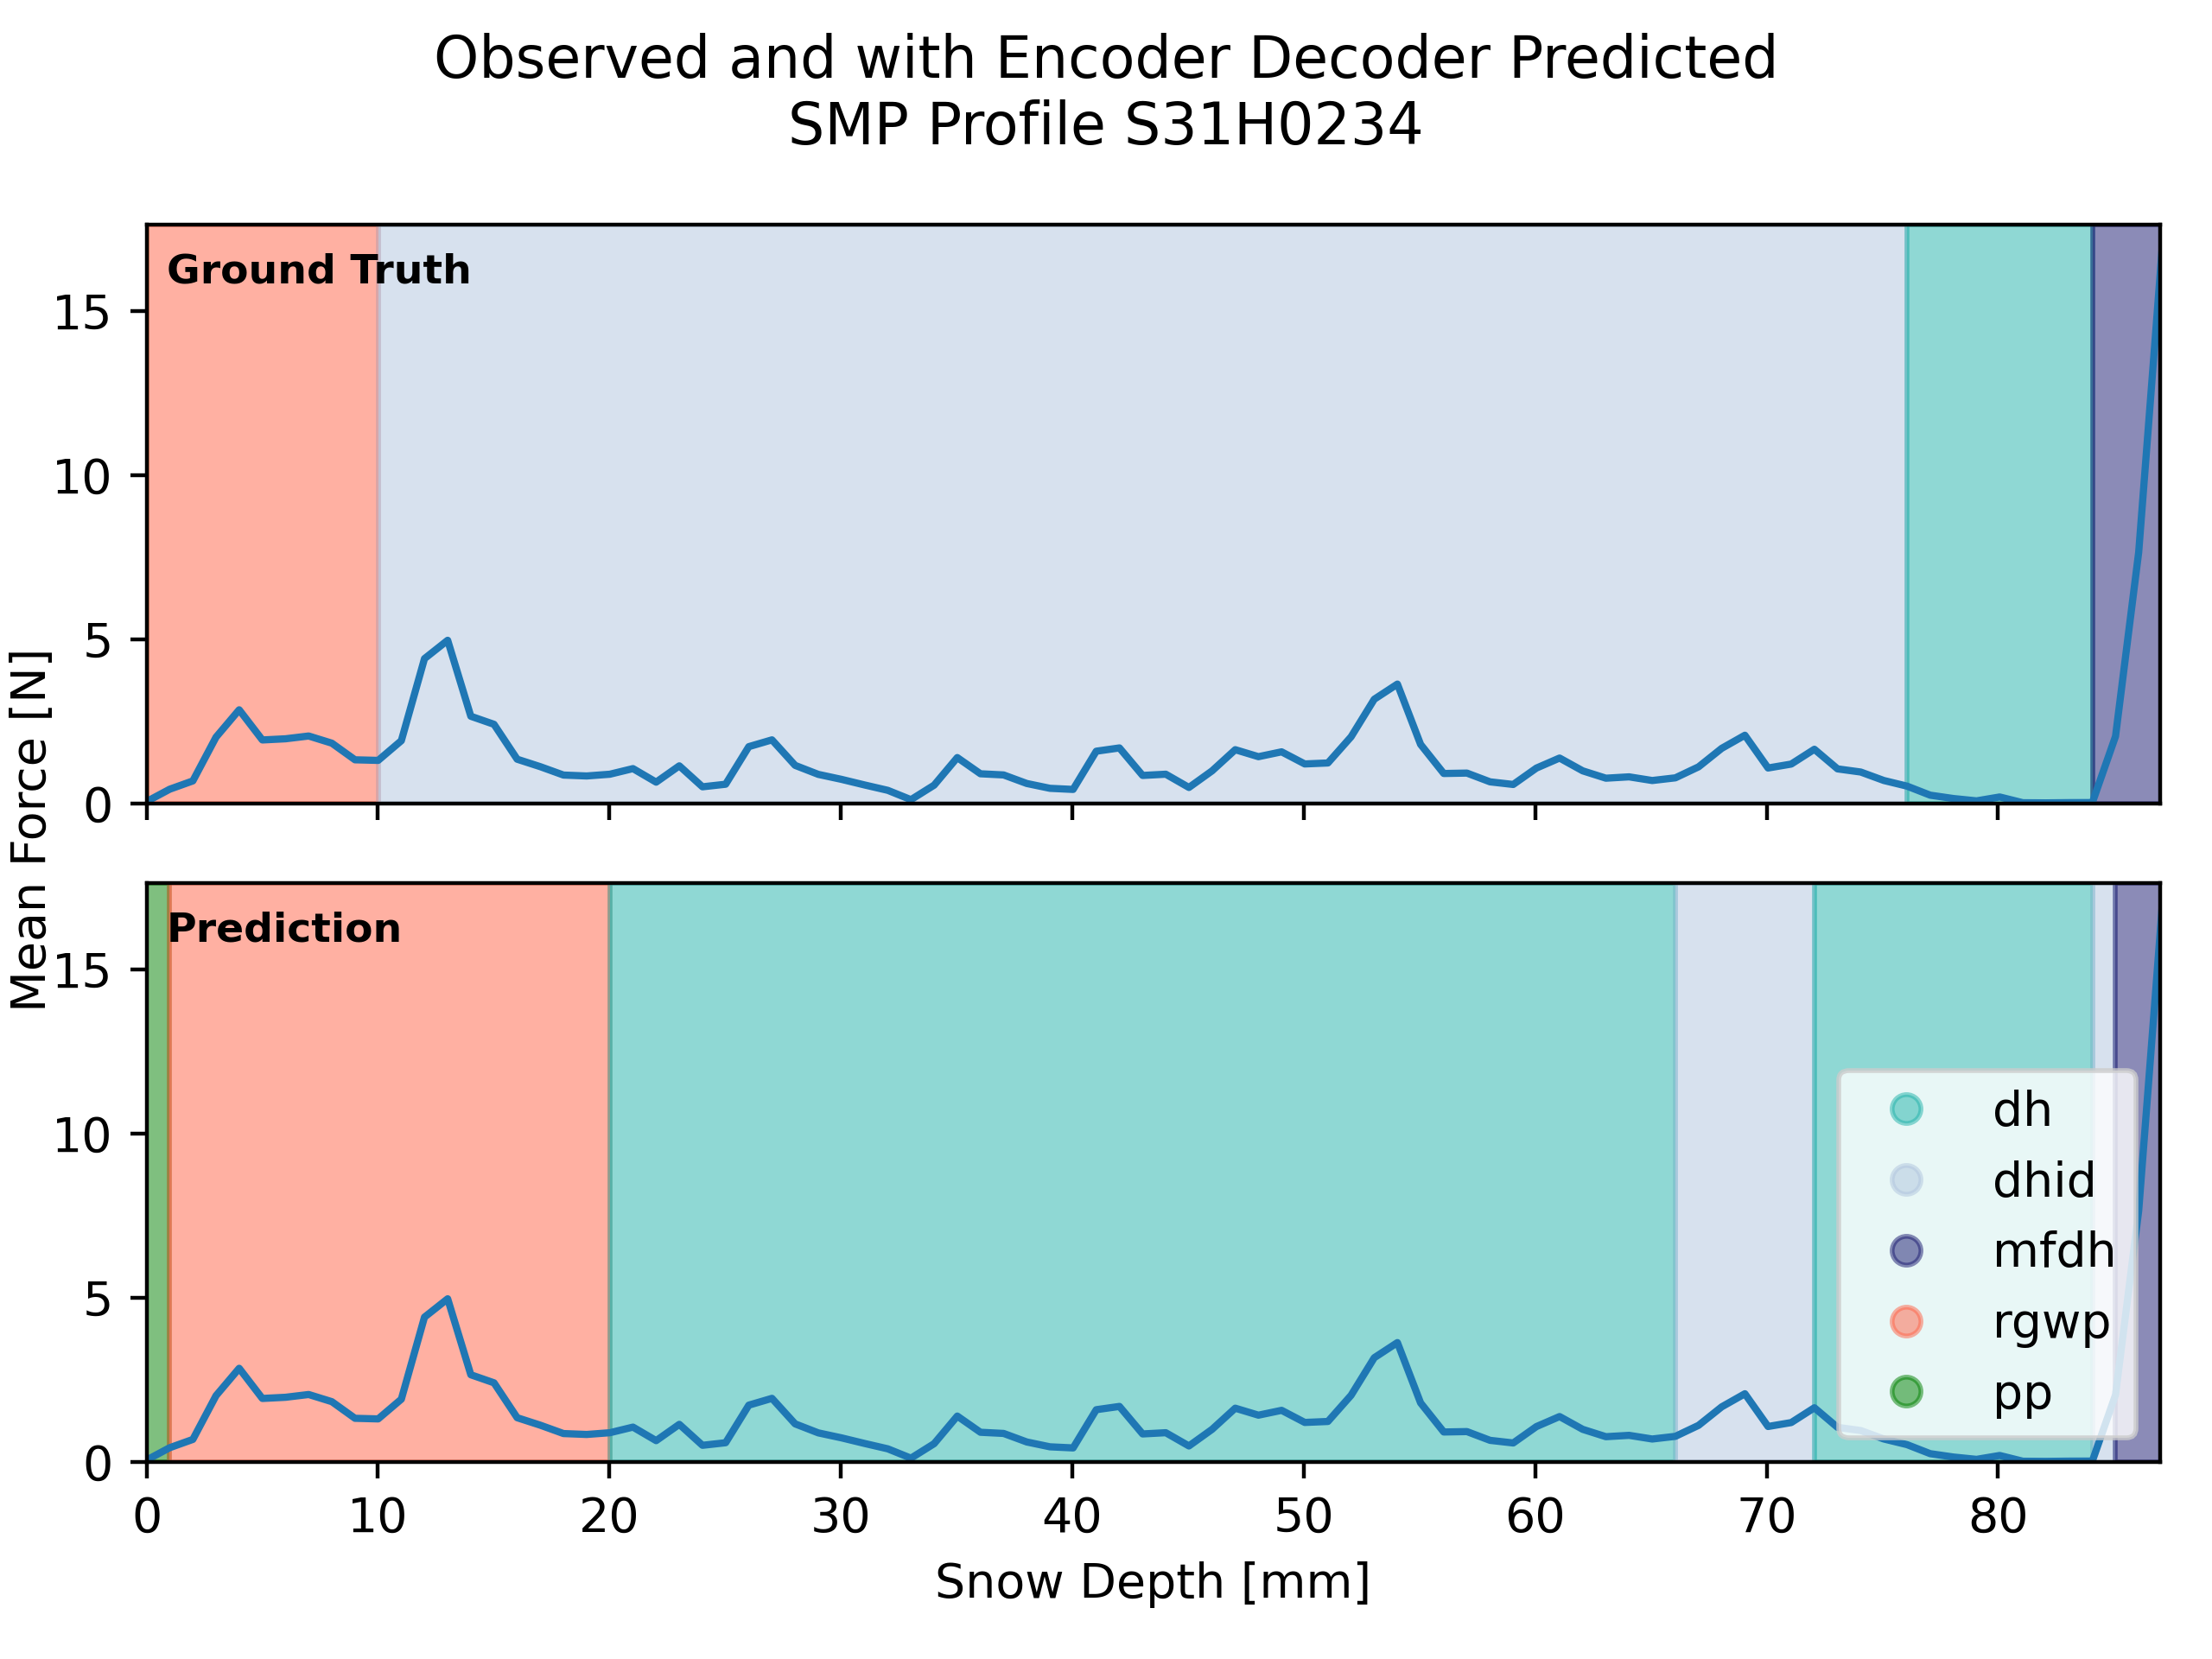 Observed and with Encoder Decoder Predicted
SMP Profile S31H0234
Mean Force [N]
Ground Truth
15
10
5
0
Prediction
15
10
5
0
dh
dhid
mfdh
rgwp
pp
0 10 20 30 40 50 60 70 80
Snow Depth [mm]